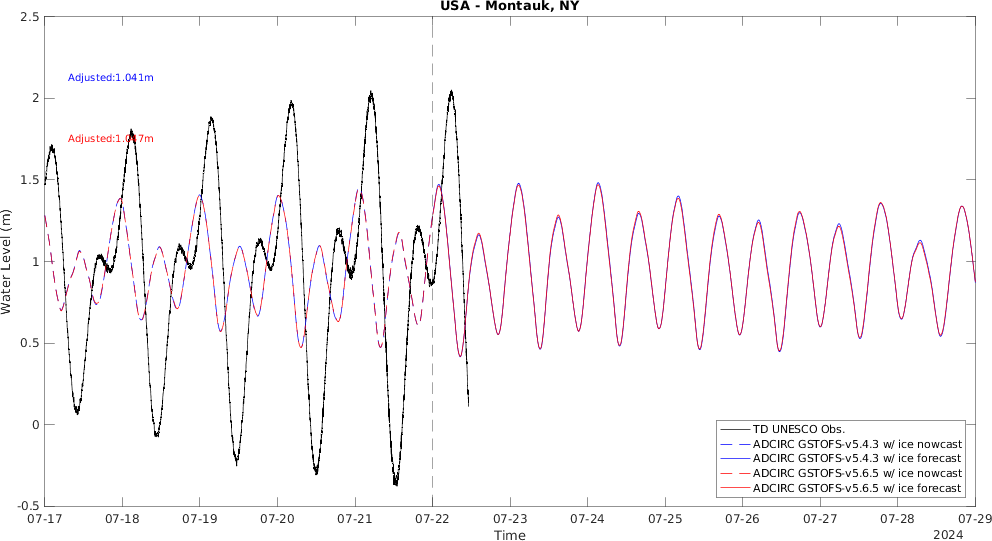 USA - Montauk, NY
2.5
2
1.5
1
0.5
0
-0.5
Water Level (m)
Adjusted:1.041m
Adjusted:1.047m
TD UNESCO Obs.
ADCIRC GSTOFS-v5.4.3 w/ ice nowcast
ADCIRC GSTOFS-v5.4.3 w/ ice forecast
ADCIRC GSTOFS-v5.6.5 w/ ice nowcast
ADCIRC GSTOFS-v5.6.5 w/ ice forecast
07-17 07-18 07-19 07-20 07-21 07-22 07-23 07-24 07-25 07-26 07-27 07-28 07-29
Time
2024